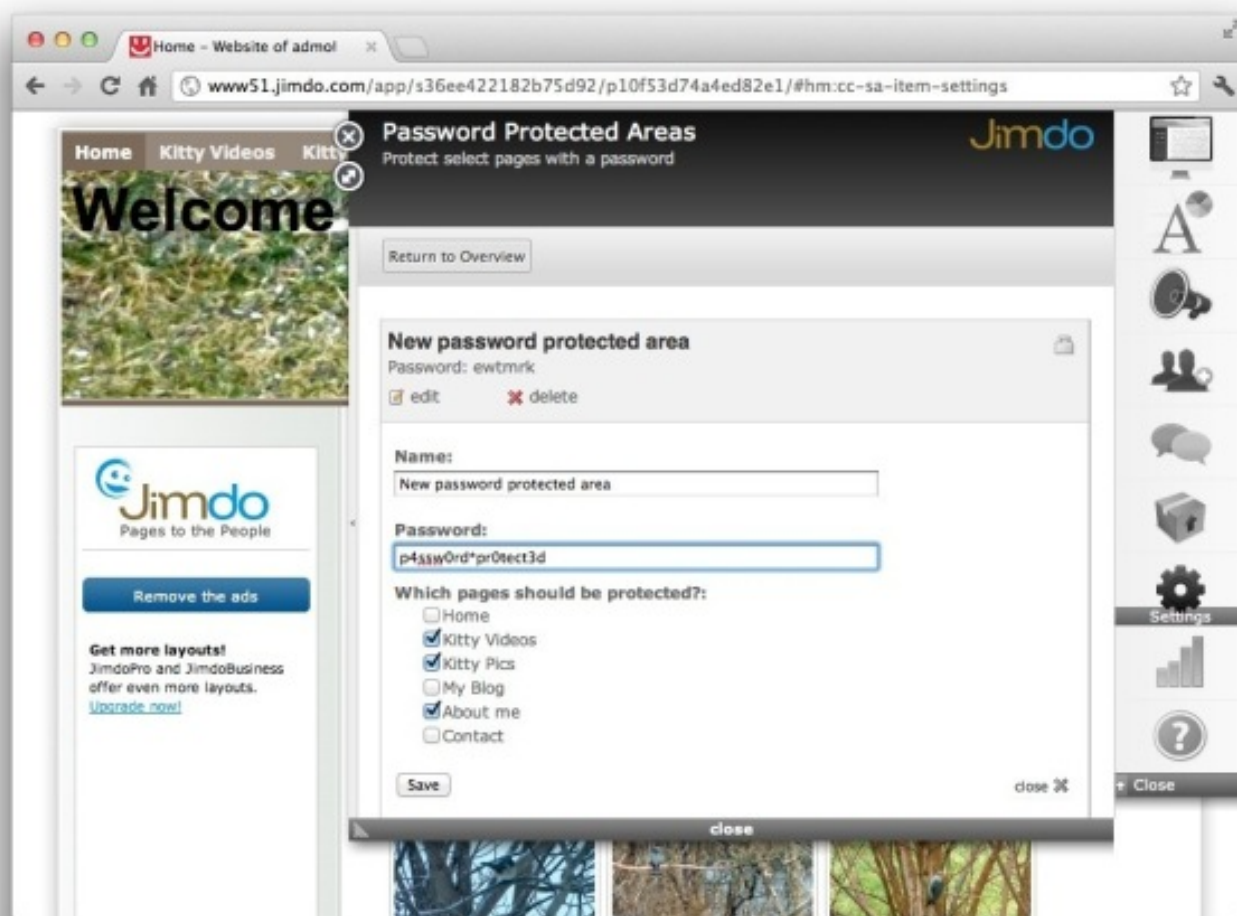 Home – Website of admol
www51.jimdo.com/app/s36ee422182b75d92/p10f53d74a4ed82e1/#hm:cc-sa-item-settings
Home Kitty Videos Kitty
Welcome
Password Protected Areas
Protect select pages with a password
Jimdo
Return to Overview
New password protected area
Password: ewtmrk
edit delete
Name:
New password protected area
Password:
p4ssw0rd*pr0tect3d
Which pages should be protected?:
Home
Kitty Videos
Kitty Pics
My Blog
About me
Contact
Save
close
close
Jimdo
Pages to the People
Remove the ads
Get more layouts!
JimdoPro and JimdoBusiness
offer even more layouts.
Upgrade now!
A
Settings
?
Close